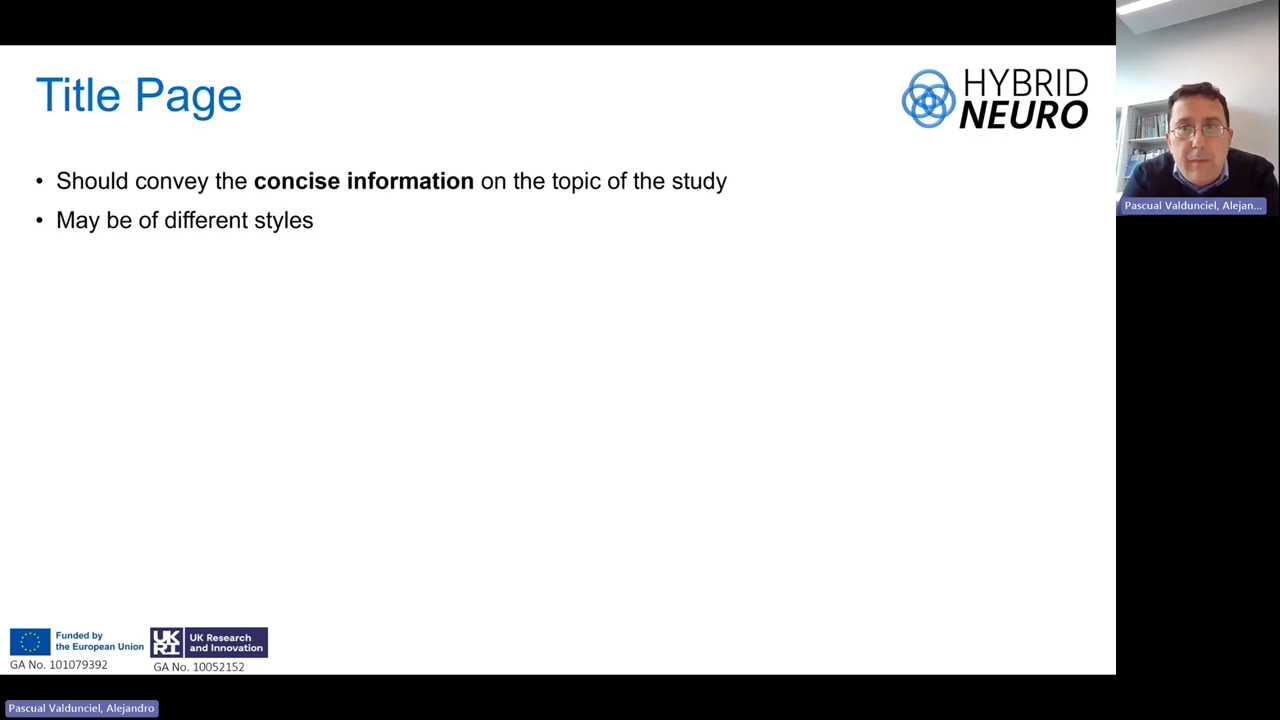 Title Page
HYBRID
NEURO
• Should convey the concise information on the topic of the study
• May be of different styles
Pascual Valdunciel, Alejan...
Funded by
the European Union
GA No. 101079392
UK
RI
UK Research
and Innovation
GA No. 10052152
Pascual Valdunciel, Alejandro